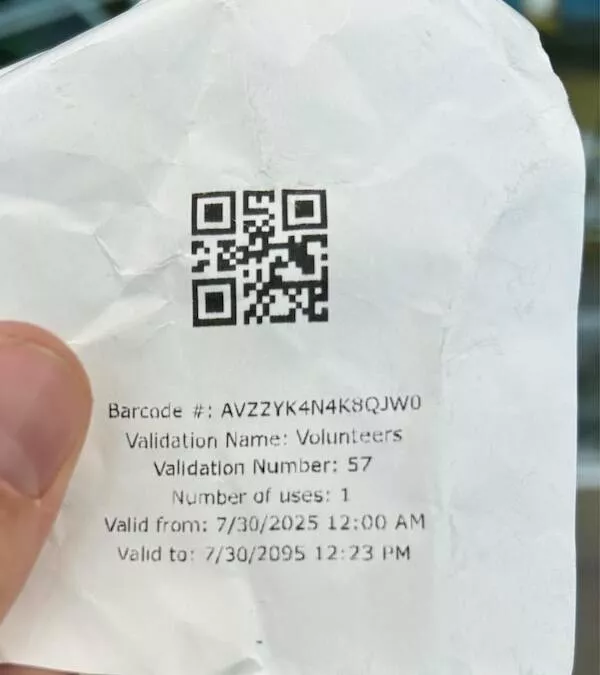 Barcode #: AVZZYK4N4K8QJW0
Validation Name: Volunteers
Validation Number: 57
Number of uses: 1
Valid from: 7/30/2025 12:00 AM
Valid to: 7/30/2095 12:23 PM